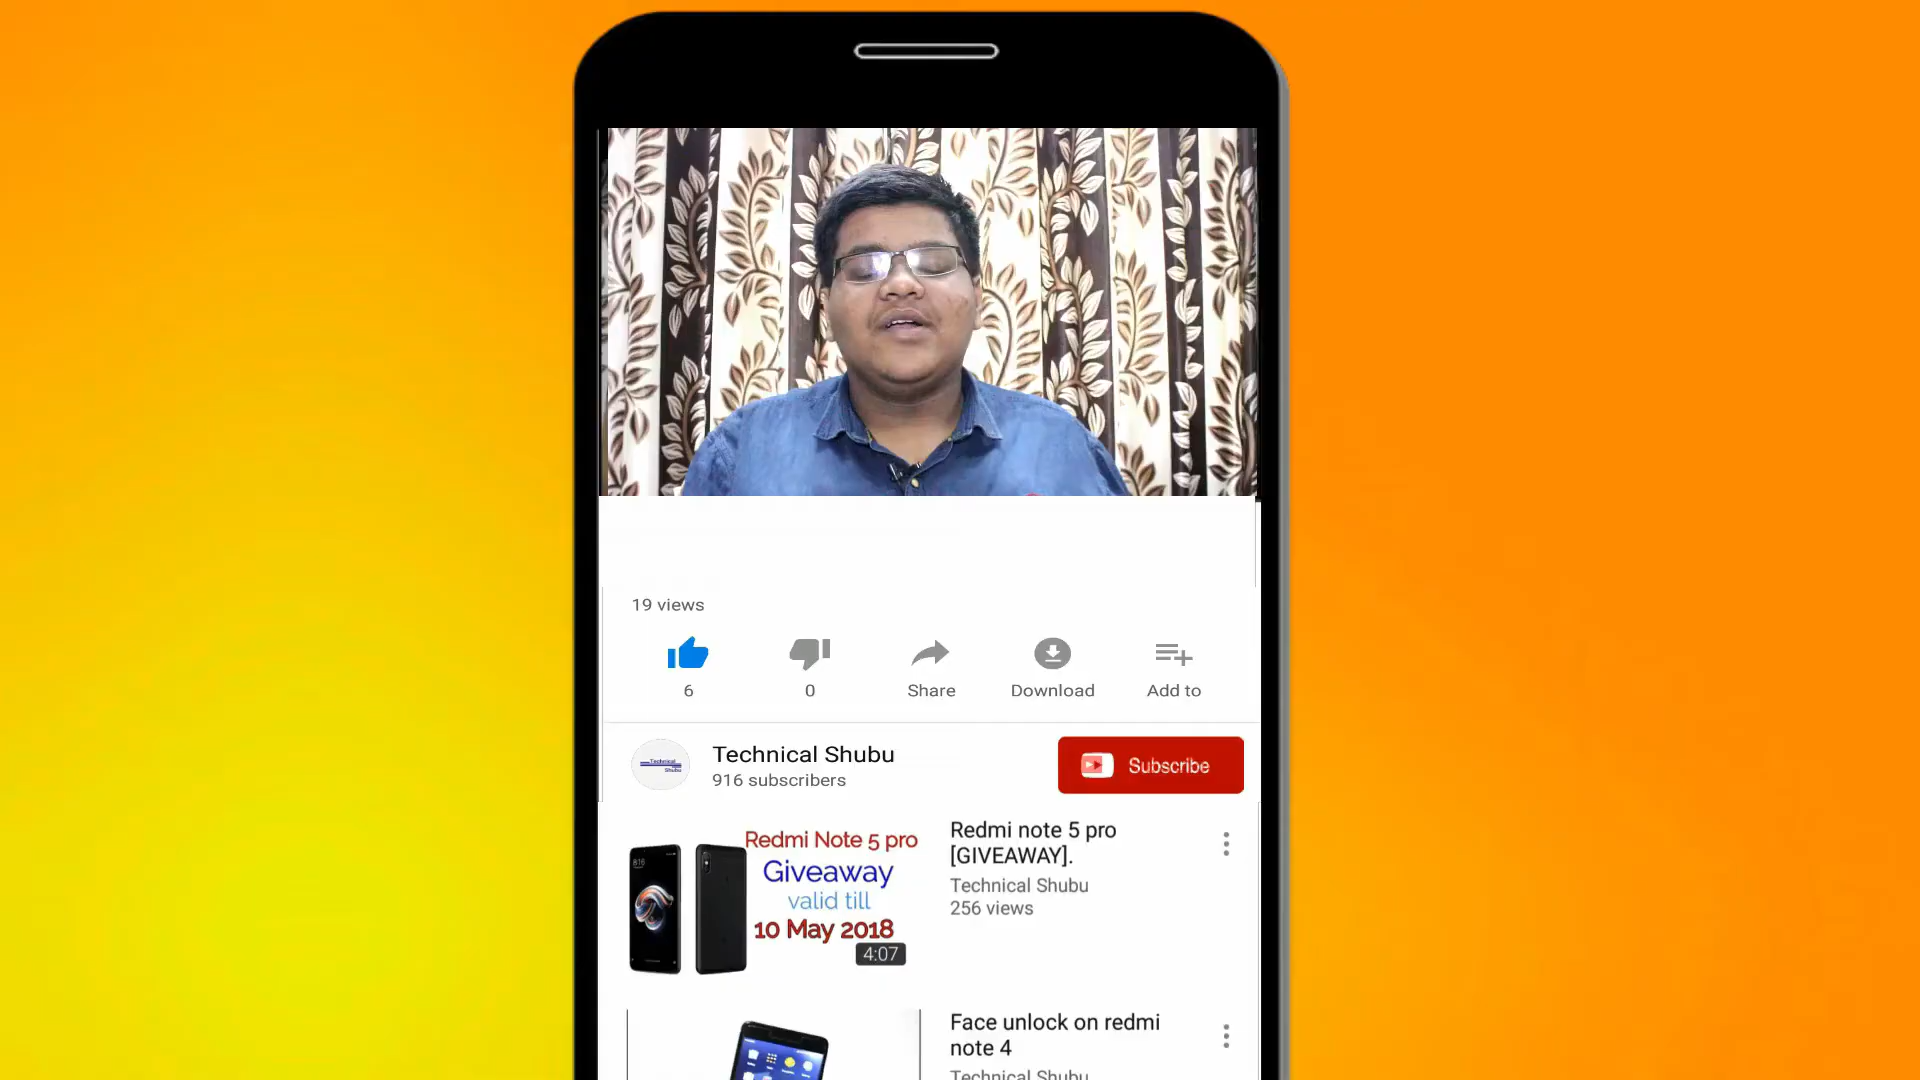 19 views
6
0
Share
Download
Add to
Technical
Shubu
Technical Shubu
916 subscribers
Subscribe
Redmi Note 5 pro
Giveaway
valid till
10 May 2018
4:07
Redmi note 5 pro
[GIVEAWAY].
Technical Shubu
256 views
Face unlock on redmi
note 4
Technical Shubu